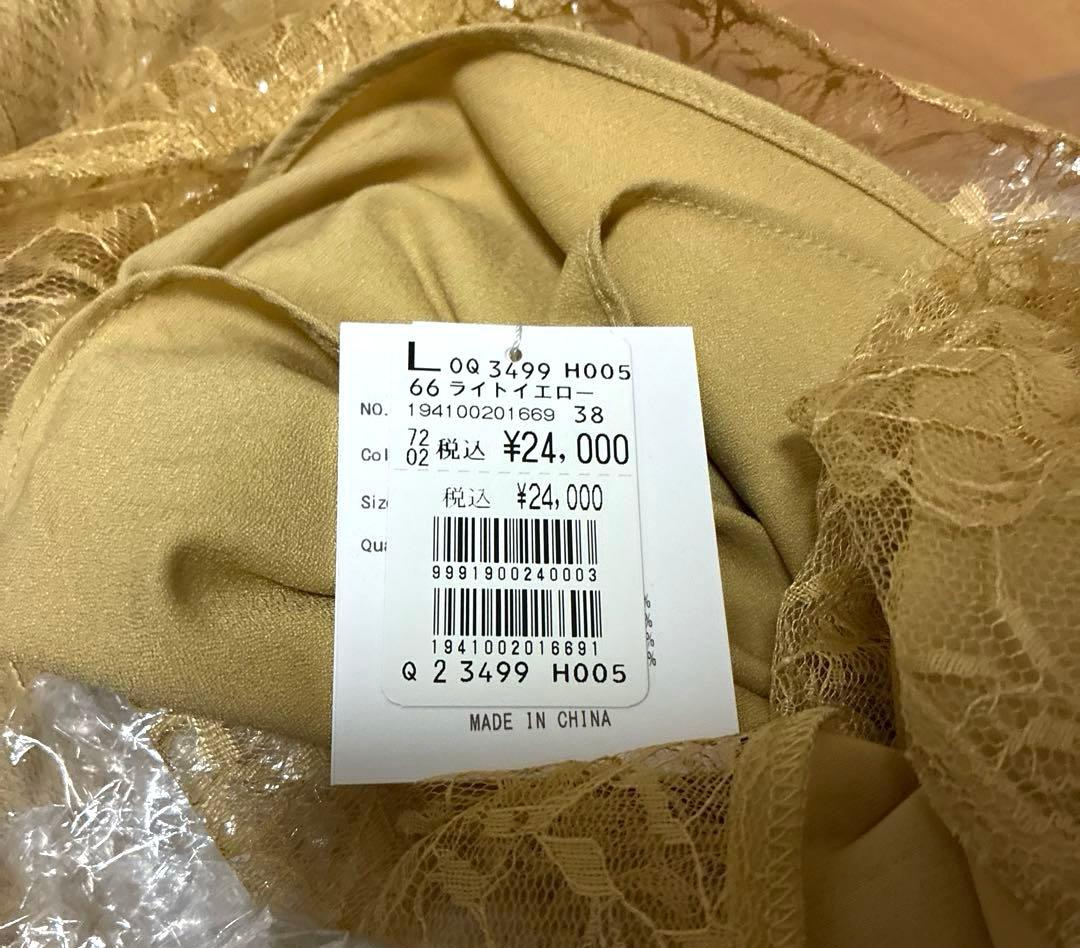 L 0Q 3499 H005
66 ライトイエロー
NO. 194100201669 38
Col 72 02 税込 ¥24,000
Siz 税込 ¥24,000
Qua
9991900240003
1941002016691
Q 2 3499 H005
%
%
%
%
MADE IN CHINA